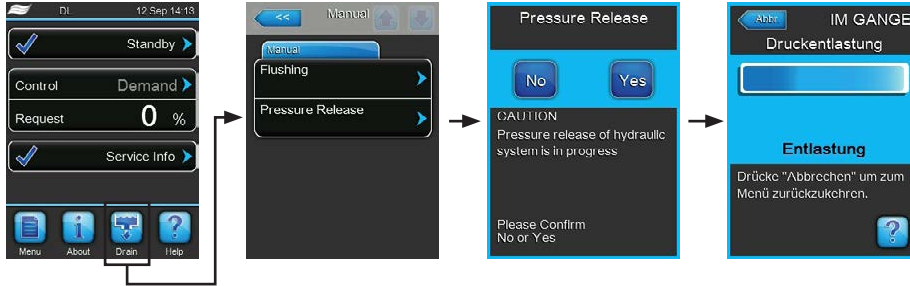 DL 12.Sep 14:13
Standby
Control Demand
Request 0 %
Service Info
Menu About Drain Help
<< Manual
Manual
Flushing
Pressure Release
Pressure Release
No Yes
CAUTION
Pressure release of hydraulic
system is in progress
Please Confirm
No or Yes
Abbr IM GANGE
Druckentlastung
Entlastung
Drücke "Abbrechen" um zum
Menü zurückzukehren.
?